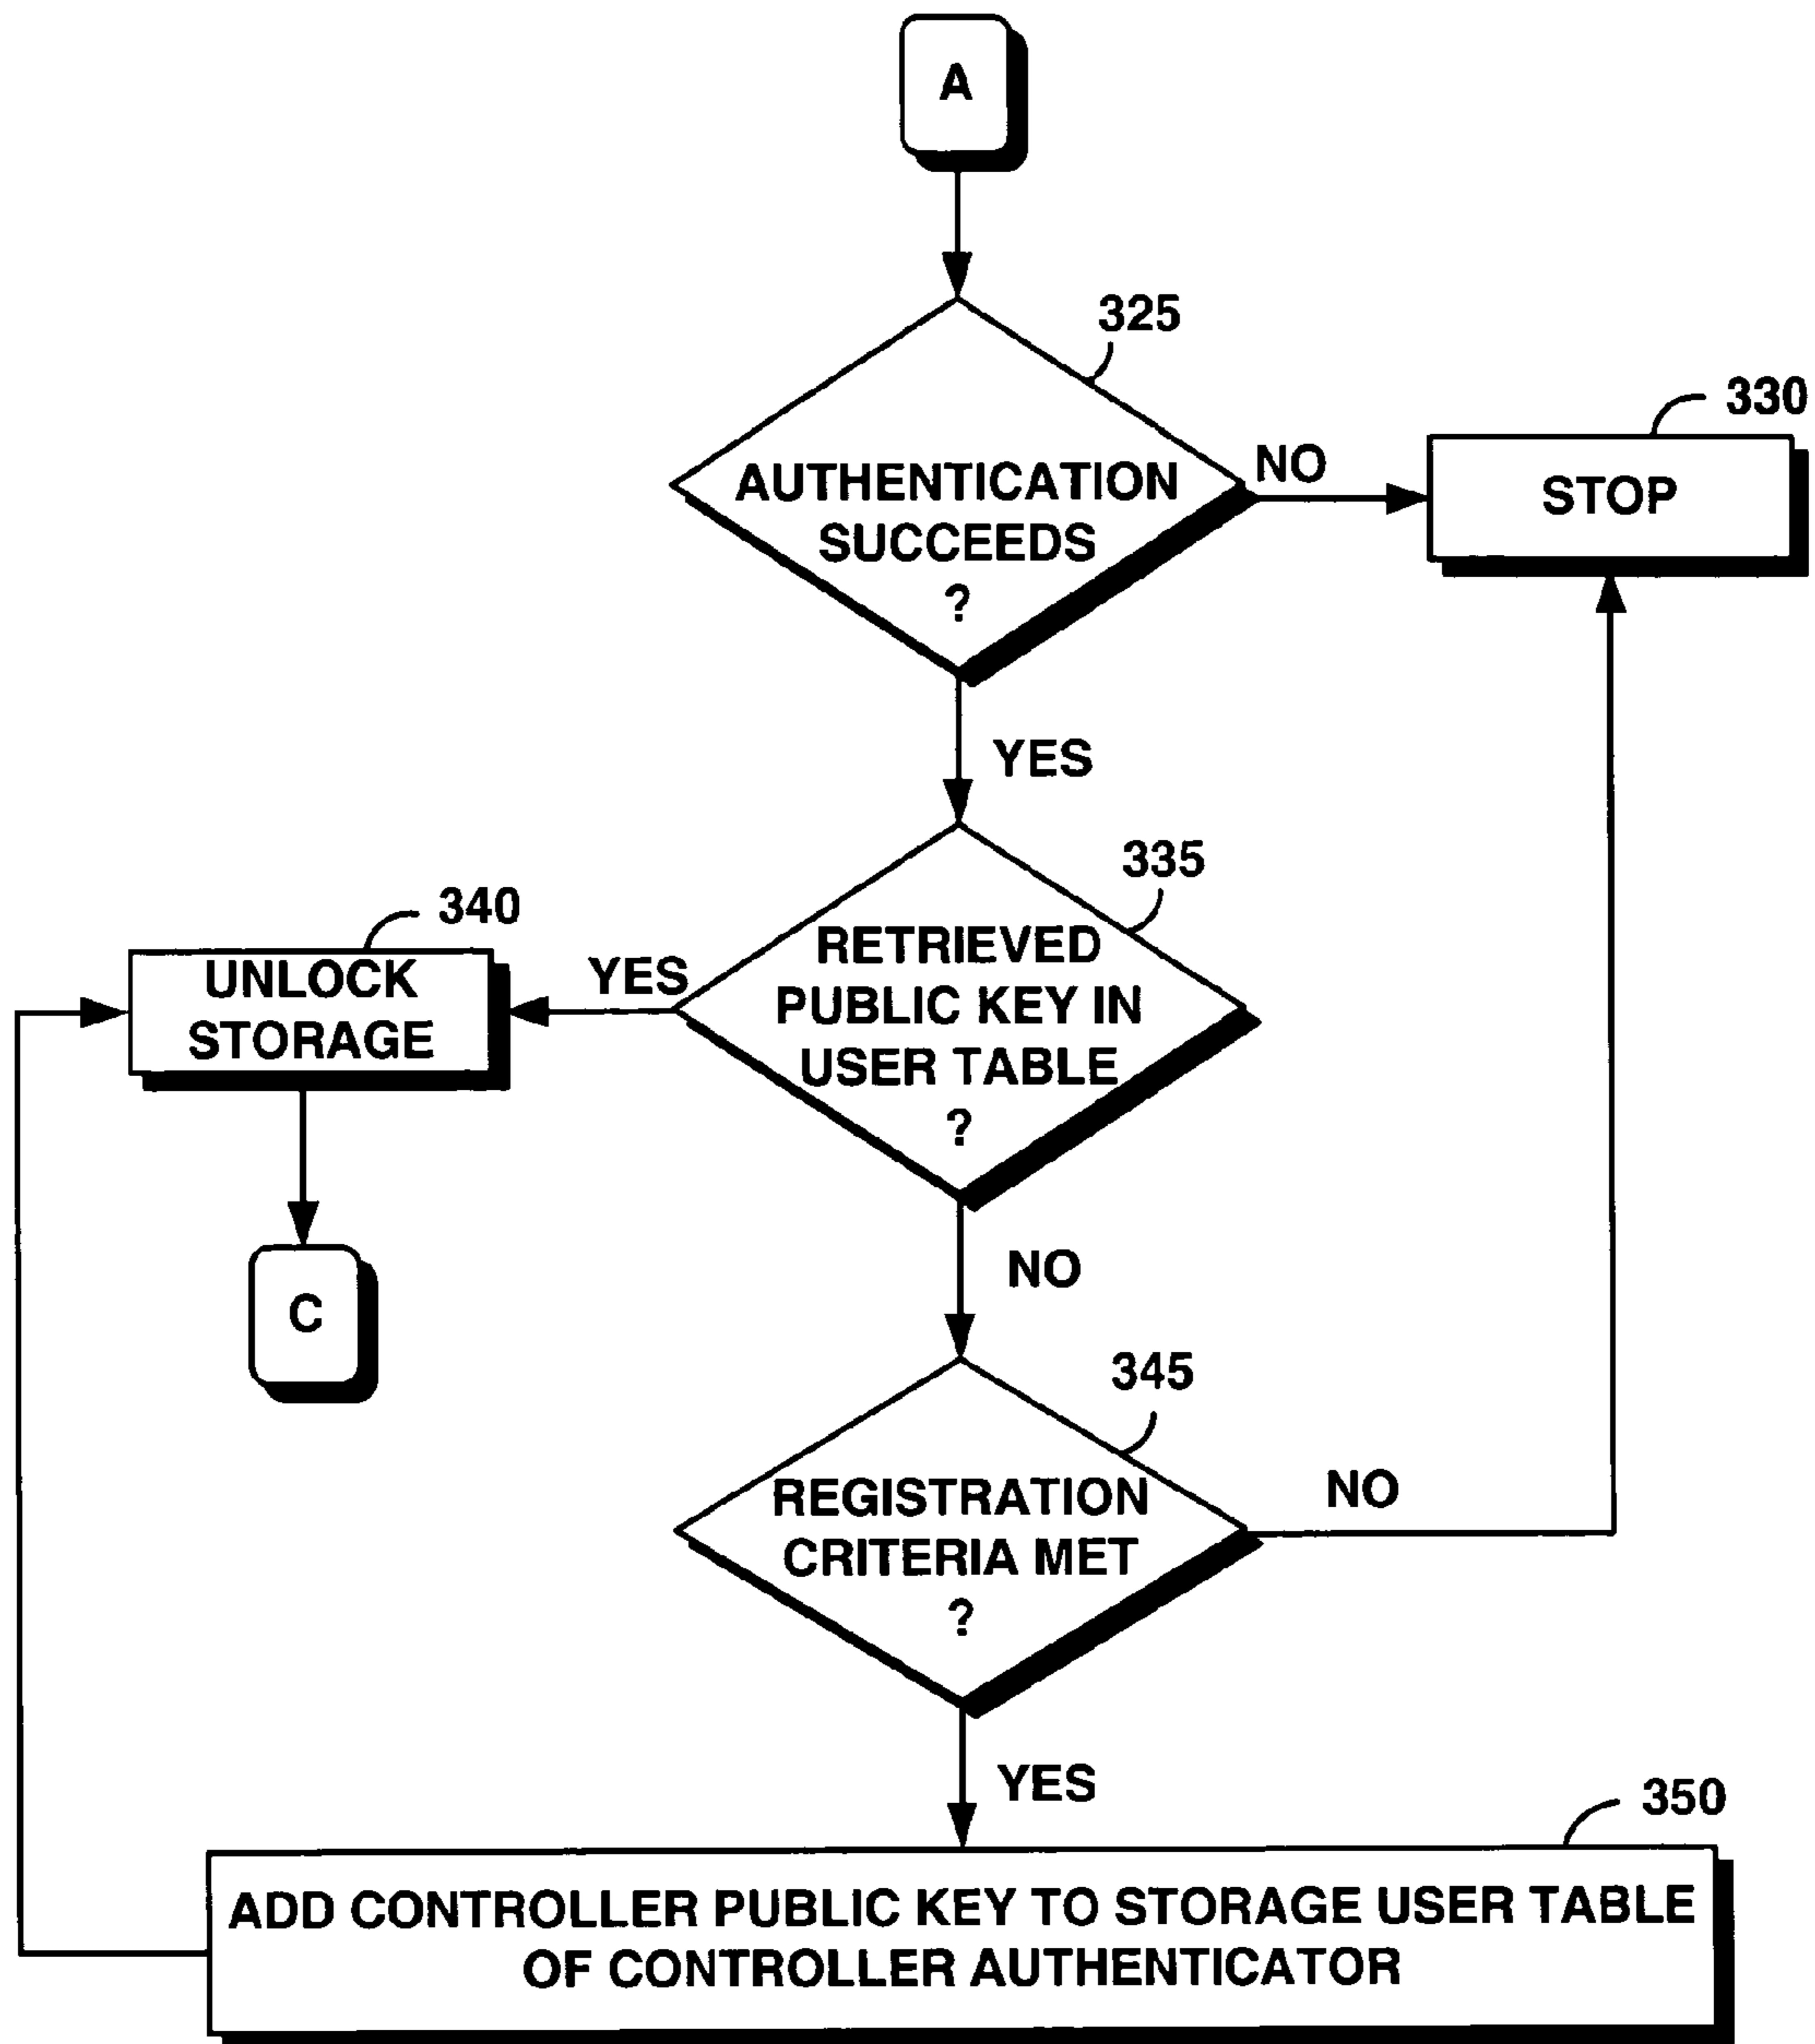 A
325
AUTHENTICATION
SUCCEEDS
?
NO
330
STOP
YES
335
RETRIEVED
PUBLIC KEY IN
USER TABLE
?
YES
340
UNLOCK
STORAGE
C
NO
345
REGISTRATION
CRITERIA MET
?
NO
YES
350
ADD CONTROLLER PUBLIC KEY TO STORAGE USER TABLE
OF CONTROLLER AUTHENTICATOR